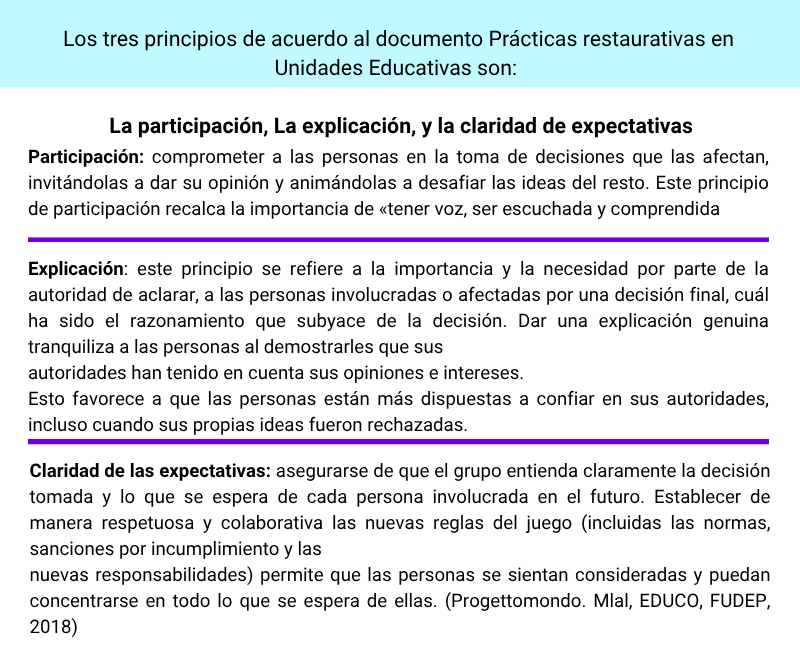 Los tres principios de acuerdo al documento Prácticas restaurativas en
Unidades Educativas son:
La participación, La explicación, y la claridad de expectativas
Participación: comprometer a las personas en la toma de decisiones que las afectan,
invitándolas a dar su opinión y animándolas a desafiar las ideas del resto. Este principio
de participación recalca la importancia de «tener voz, ser escuchada y comprendida
Explicación: este principio se refiere a la importancia y la necesidad por parte de la
autoridad de aclarar, a las personas involucradas o afectadas por una decisión final, cuál
ha sido el razonamiento que subyace de la decisión. Dar una explicación genuina
tranquiliza a las personas al demostrarles que sus
autoridades han tenido en cuenta sus opiniones e intereses.
Esto favorece a que las personas están más dispuestas a confiar en sus autoridades,
incluso cuando sus propias ideas fueron rechazadas.
Claridad de las expectativas: asegurarse de que el grupo entienda claramente la decisión
tomada y lo que se espera de cada persona involucrada en el futuro. Establecer de
manera respetuosa y colaborativa las nuevas reglas del juego (incluidas las normas,
sanciones por incumplimiento y las
nuevas responsabilidades) permite que las personas se sientan consideradas y puedan
concentrarse en todo lo que se espera de ellas. (Progettomondo. Mlal, EDUCO, FUDEP,
2018)